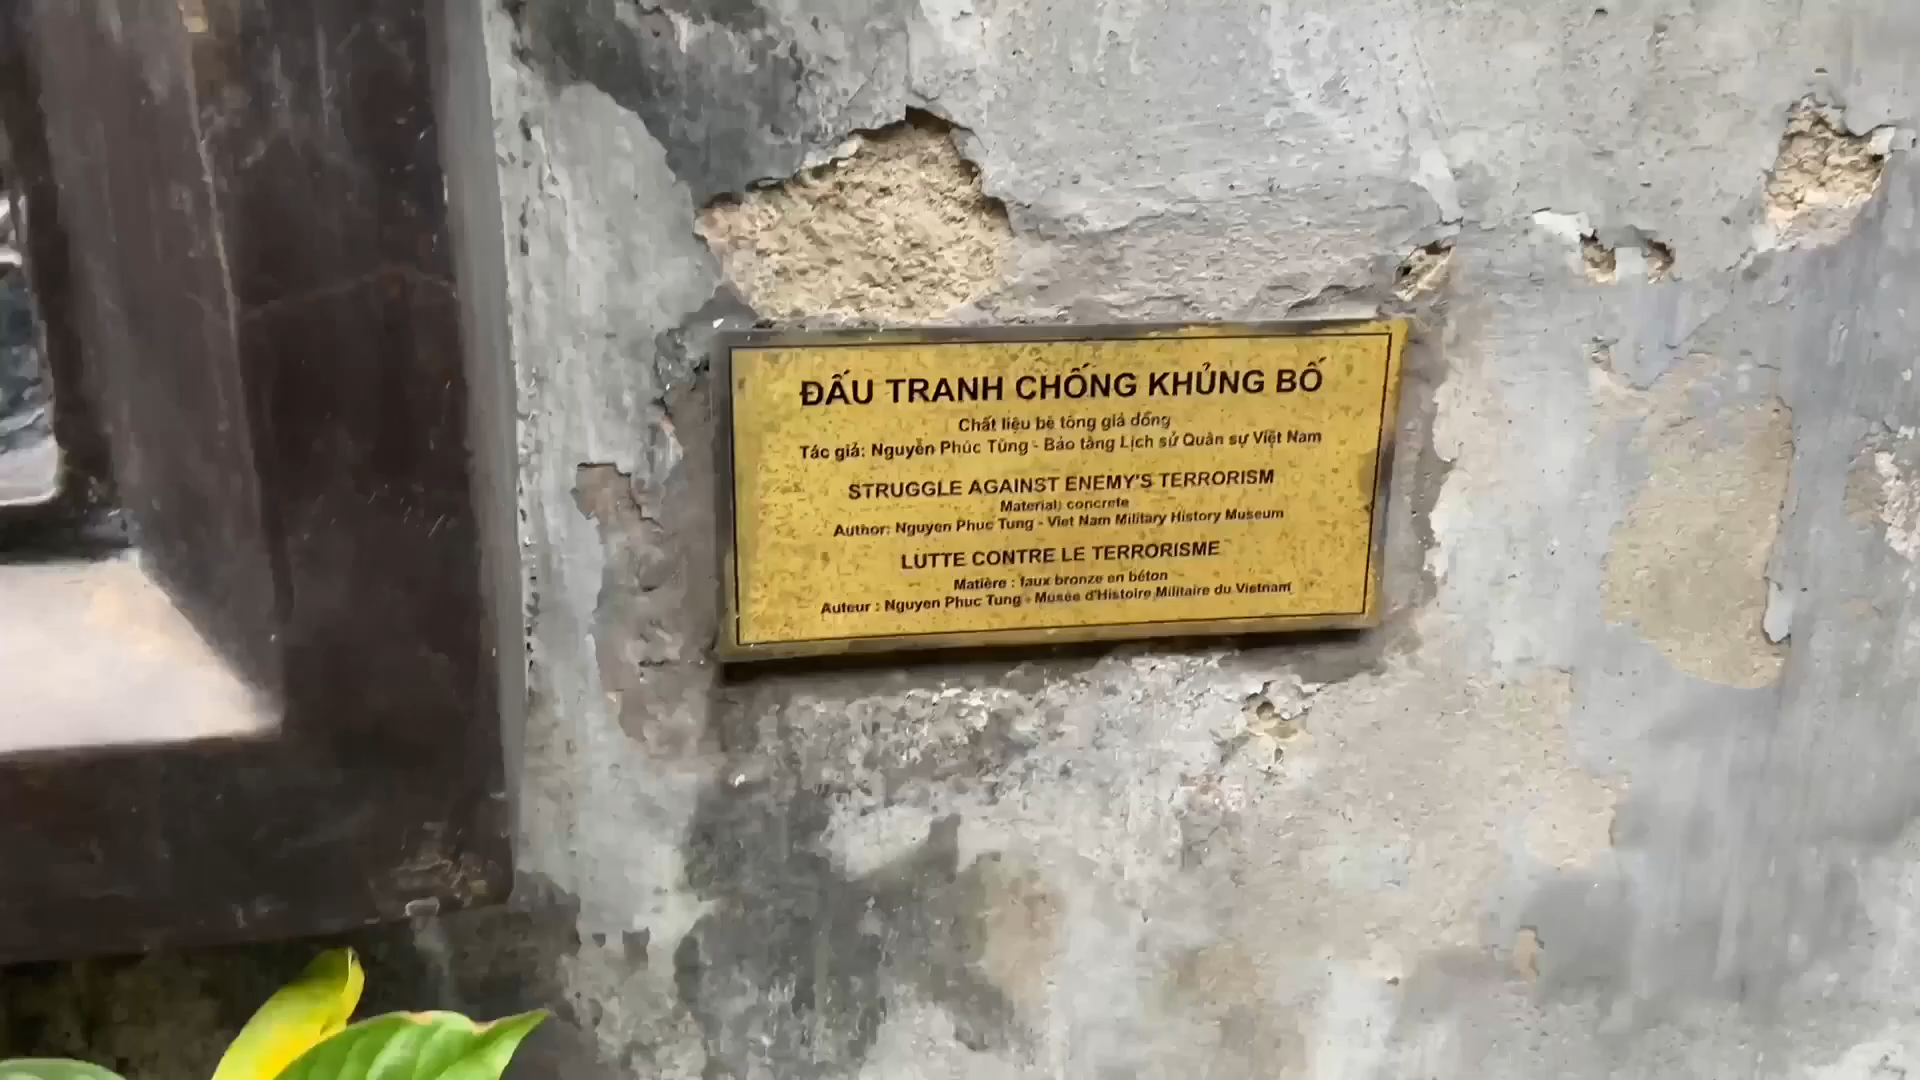 ĐẤU TRANH CHỐNG KHỦNG BỐ
Chất liệu bê tông giả đồng
Tác giả: Nguyễn Phúc Tùng - Bảo tàng Lịch sử Quân sự Việt Nam
STRUGGLE AGAINST ENEMY'S TERRORISM
Material: concrete
Author: Nguyen Phuc Tung - Viet Nam Military History Museum
LUTTE CONTRE LE TERRORISME
Matière : faux bronze en béton
Auteur : Nguyen Phuc Tung - Musée d'Histoire Militaire du Vietnam